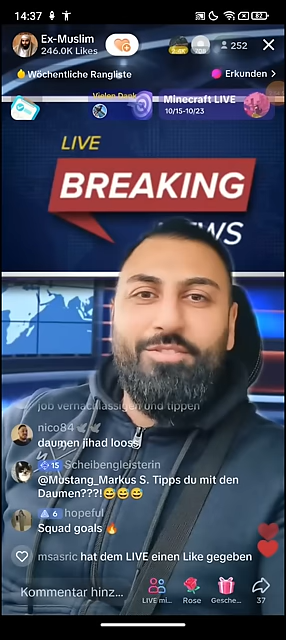 14:37
82
Ex-Muslim
246.0K Likes
252
Wöchentliche Rangliste
Erkunden >
Vielen Dank
Minecraft LIVE
10/15-10/23
LIVE
BREAKING
NEWS
job vernachlässigen und tippen
nico84
daumen jihad looss
15 Scheibengleisterin
@Mustang_Markus S. Tipps du mit den
Daumen???!😅😅😅
6 hopeful
Squad goals 🔥
msasric hat dem LIVE einen Like gegeben
Kommentar hinz...
LIVE mi...
Rose
Gesche...
37